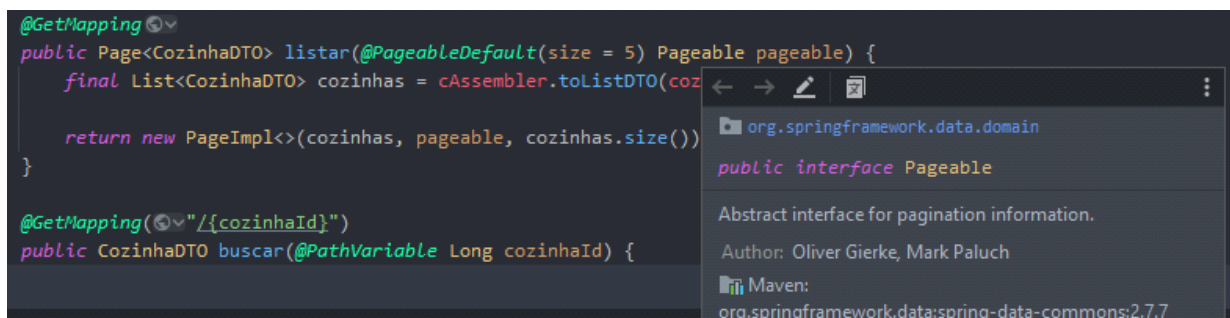 @GetMapping
public Page<CozinhaDTO> listar(@PageableDefault(size = 5) Pageable pageable) {
final List<CozinhaDTO> cozinhas = cAssembler.toListDTO(coz
return new PageImpl<>(cozinhas, pageable, cozinhas.size())
}
@GetMapping("/{cozinhaId}")
public CozinhaDTO buscar(@PathVariable Long cozinhaId) {
org.springframework.data.domain
public interface Pageable
Abstract interface for pagination information.
Author: Oliver Gierke, Mark Paluch
Maven:
org.springframework.data:spring-data-commons:2.7.7